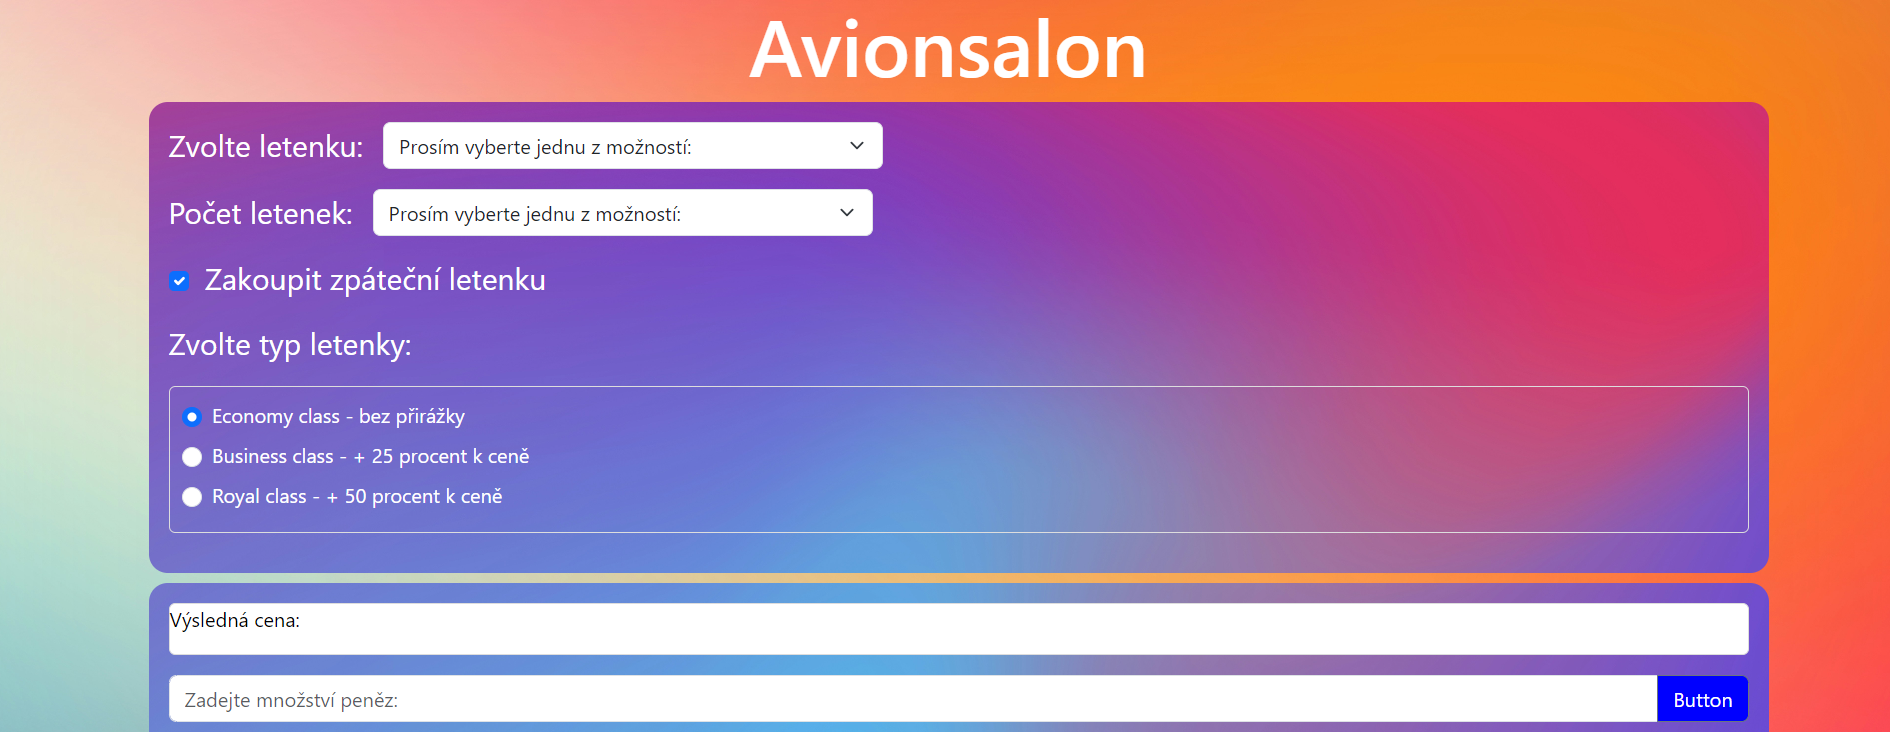 Avionsalon
Zvolte letenku: Prosím vyberte jednu z možností:
Počet letenek: Prosím vyberte jednu z možností:
Zakoupit zpáteční letenku
Zvolte typ letenky:
Economy class - bez přirážky
Business class - + 25 procent k ceně
Royal class - + 50 procent k ceně
Výsledná cena:
Zadejte množství peněz: Button